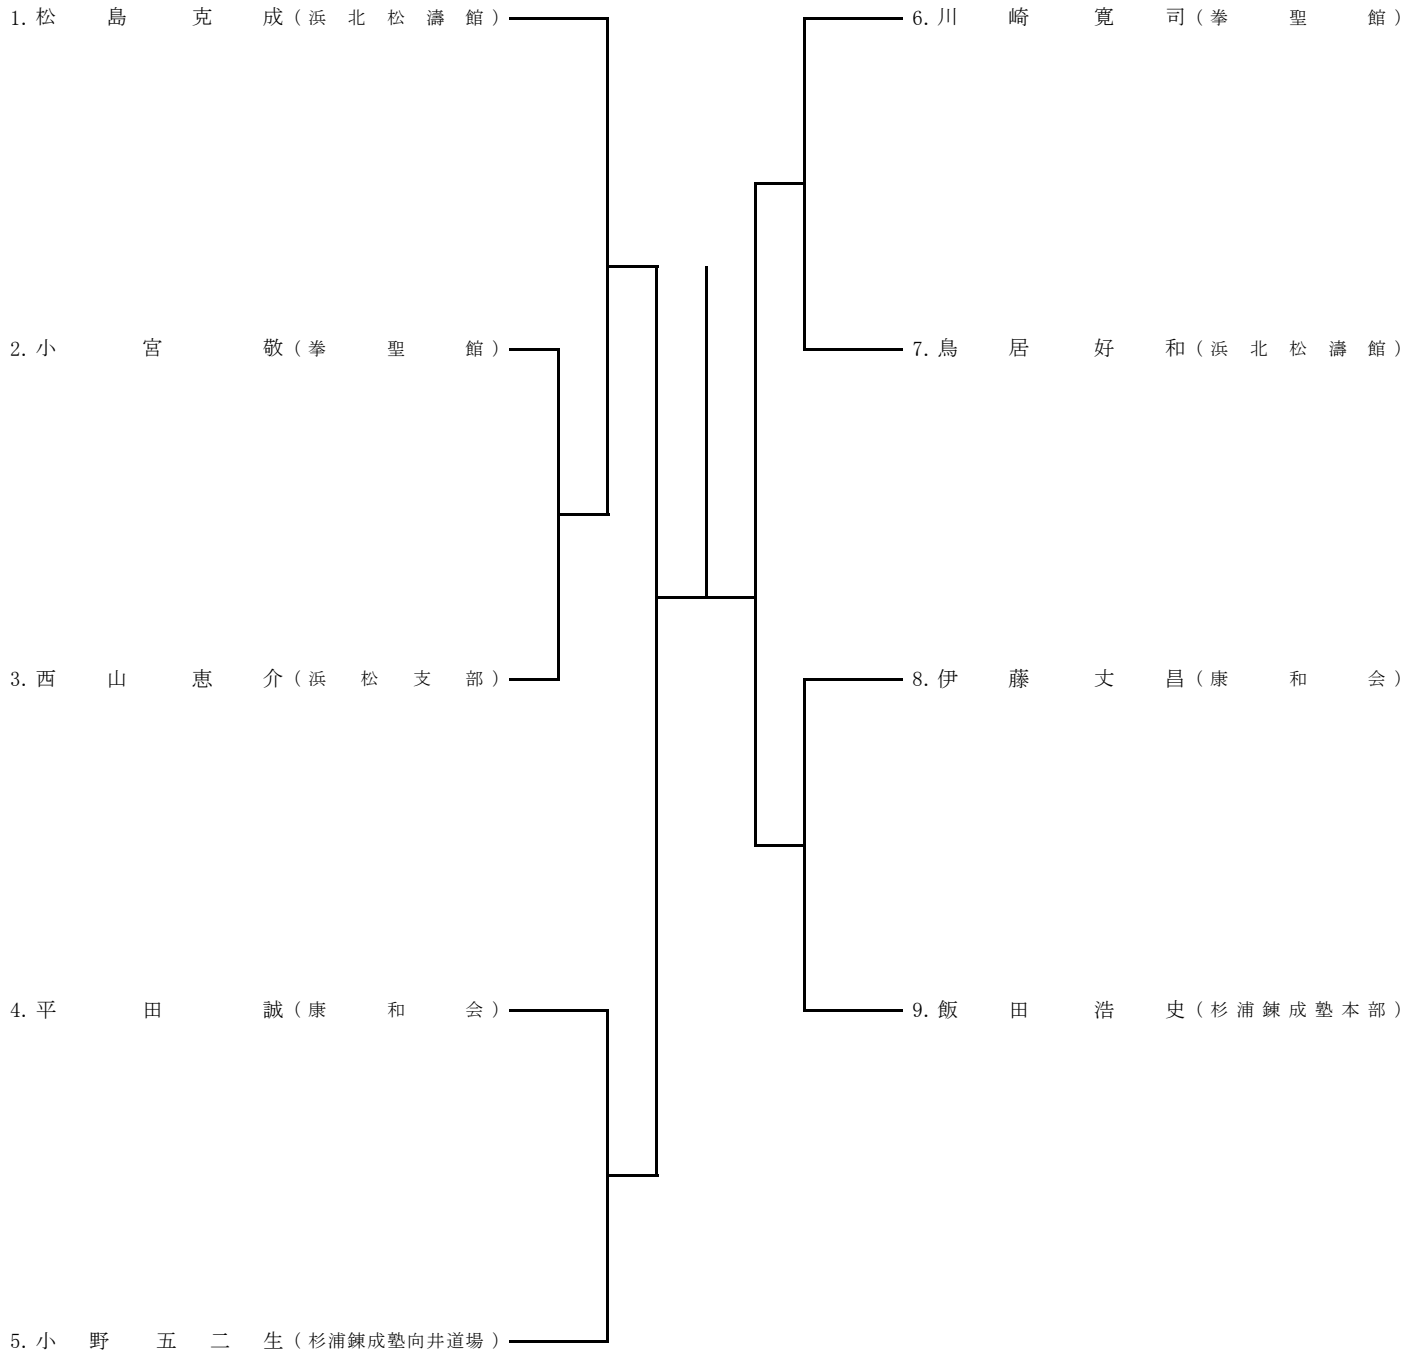 1. 松島克成 (浜北松濤館)
2. 小宮敬 (拳聖館)
3. 西山恵介 (浜松支部)
4. 平田誠 (康和会)
5. 小野五二生 (杉浦錬成塾向井道場)
6. 川崎寛司 (拳聖館)
7. 鳥居好和 (浜北松濤館)
8. 伊藤丈昌 (康和会)
9. 飯田浩史 (杉浦錬成塾本部)